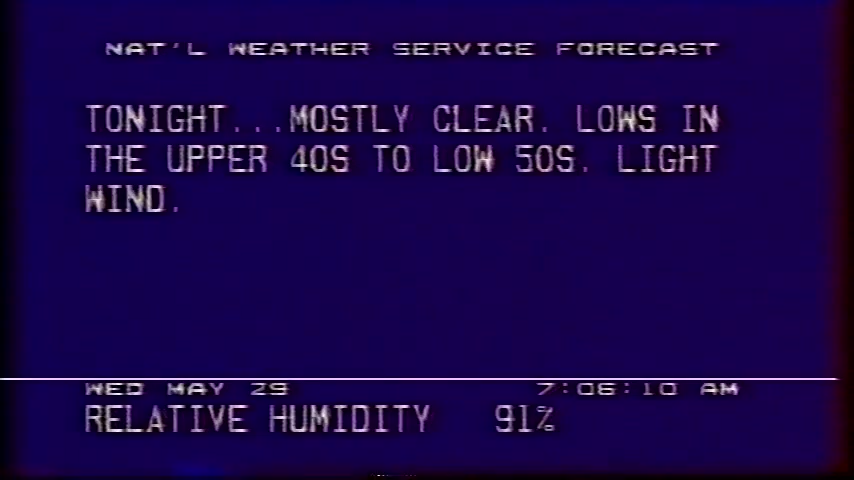 NAT'L WEATHER SERVICE FORECAST
TONIGHT...MOSTLY CLEAR. LOWS IN
THE UPPER 40S TO LOW 50S. LIGHT
WIND.
WED MAY 29 7:06:10 AM
RELATIVE HUMIDITY 91%